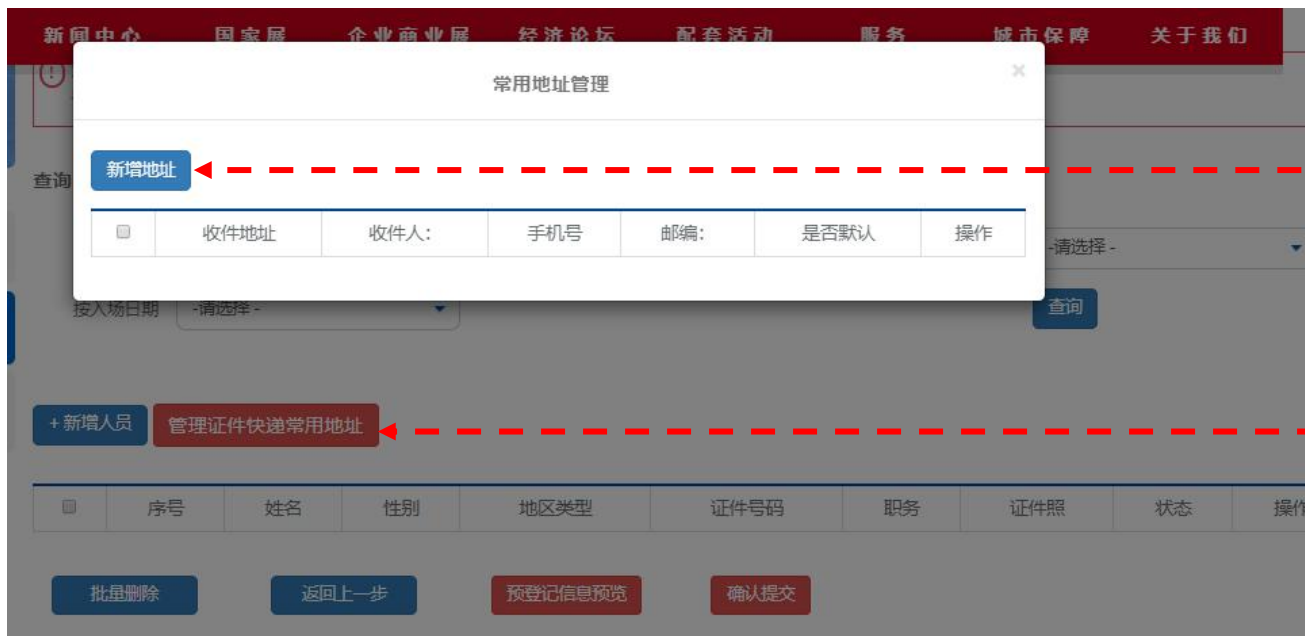 新闻中心 国家展 企业商业展 经济论坛 配套活动 服务 城市保障 关于我们
常用地址管理 ×
新增地址
查询
收件地址 收件人: 手机号 邮编: 是否默认 操作
-请选择 -
按入场日期 -请选择 - 查询
+ 新增人员 管理证件快递常用地址
序号 姓名 性别 地区类型 证件号码 职务 证件照 状态 操作
批量删除 返回上一步 预登记信息预览 确认提交